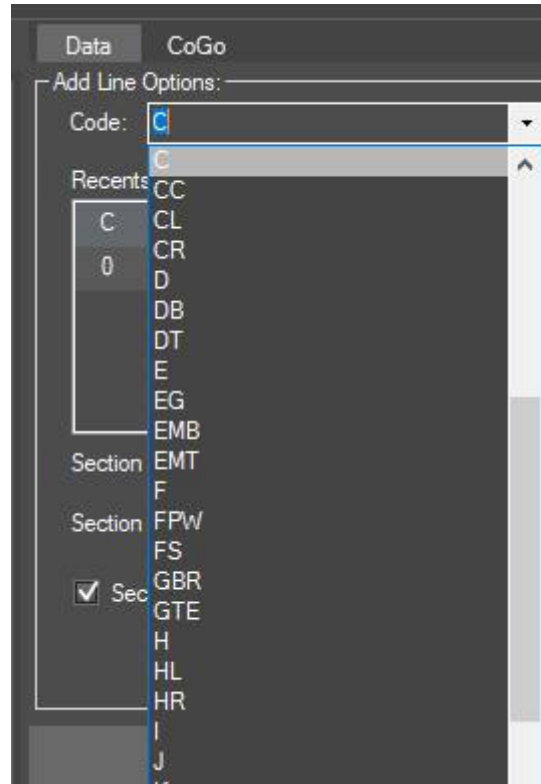 Data CoGo
Add Line Options:
Code: C
C
Recents
CC
C
CL
0
CR
D
DB
DT
E
EG
EMB
Section
EMT
F
Section
FPW
FS
Sec
GBR
GTE
H
HL
HR
I
J